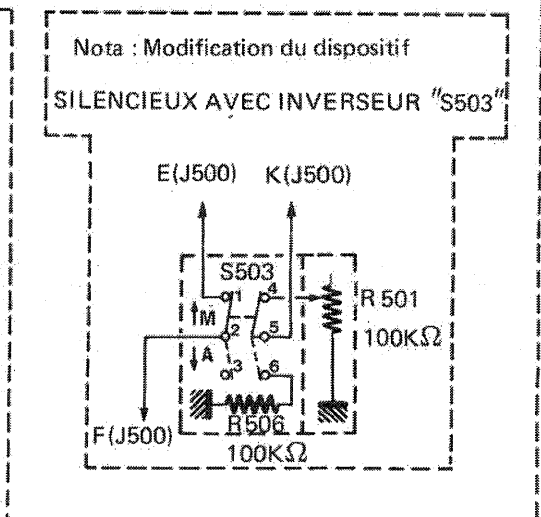 Nota : Modification du dispositif
SILENCIEUX AVEC INVERSEUR "S503"
E(J500) K(J500)
S503
1 4
M
R 501
2 5
100KΩ
A
3 6
F(J500)
R506
100KΩ